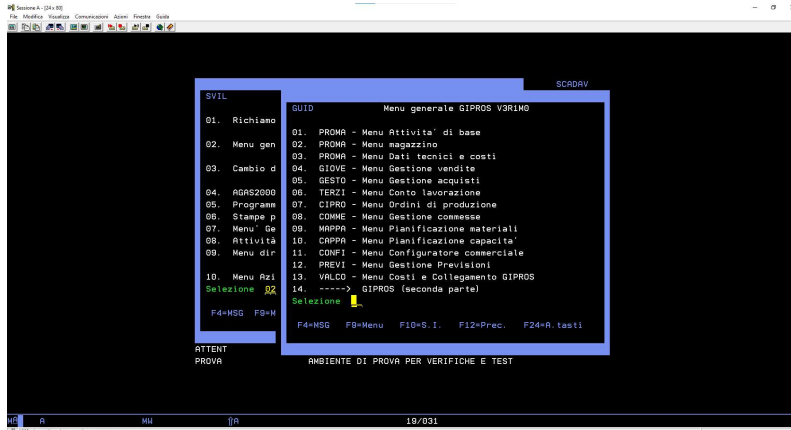 Sessione A - [24 x 80]
File Modifica Visualizza Comunicazioni Azioni Finestra Guida
SCADAV
SVIL
01. Richiamo
02. Menu gen
03. Cambio d
04. AGAS2000
05. Programm
06. Stampe p
07. Menu` Ge
08. Attività
09. Menu dir
10. Menu Azi
Selezione 02
F4=MSG F9=M
ATTENT
PROVA
GUID Menu generale GIPROS V3R1M0
01. PROMA - Menu Attivita` di base
02. PROMA - Menu magazzino
03. PROMA - Menu Dati tecnici e costi
04. GIOVE - Menu Gestione vendite
05. GESTO - Menu Gestione acquisti
06. TERZI - Menu Conto lavorazione
07. CIPRO - Menu Ordini di produzione
08. COMME - Menu Gestione commesse
09. MAPPA - Menu Pianificazione materiali
10. CAPPA - Menu Pianificazione capacita`
11. CONFI - Menu Configuratore commerciale
12. PREVI - Menu Gestione Previsioni
13. VALCO - Menu Costi e Collegamento GIPROS
14. -----> GIPROS (seconda parte)
Selezione
F4=MSG F9=Menu F10=S.I. F12=Prec. F24=A.tasti
AMBIENTE DI PROVA PER VERIFICHE E TEST
MA A MW A 19/031